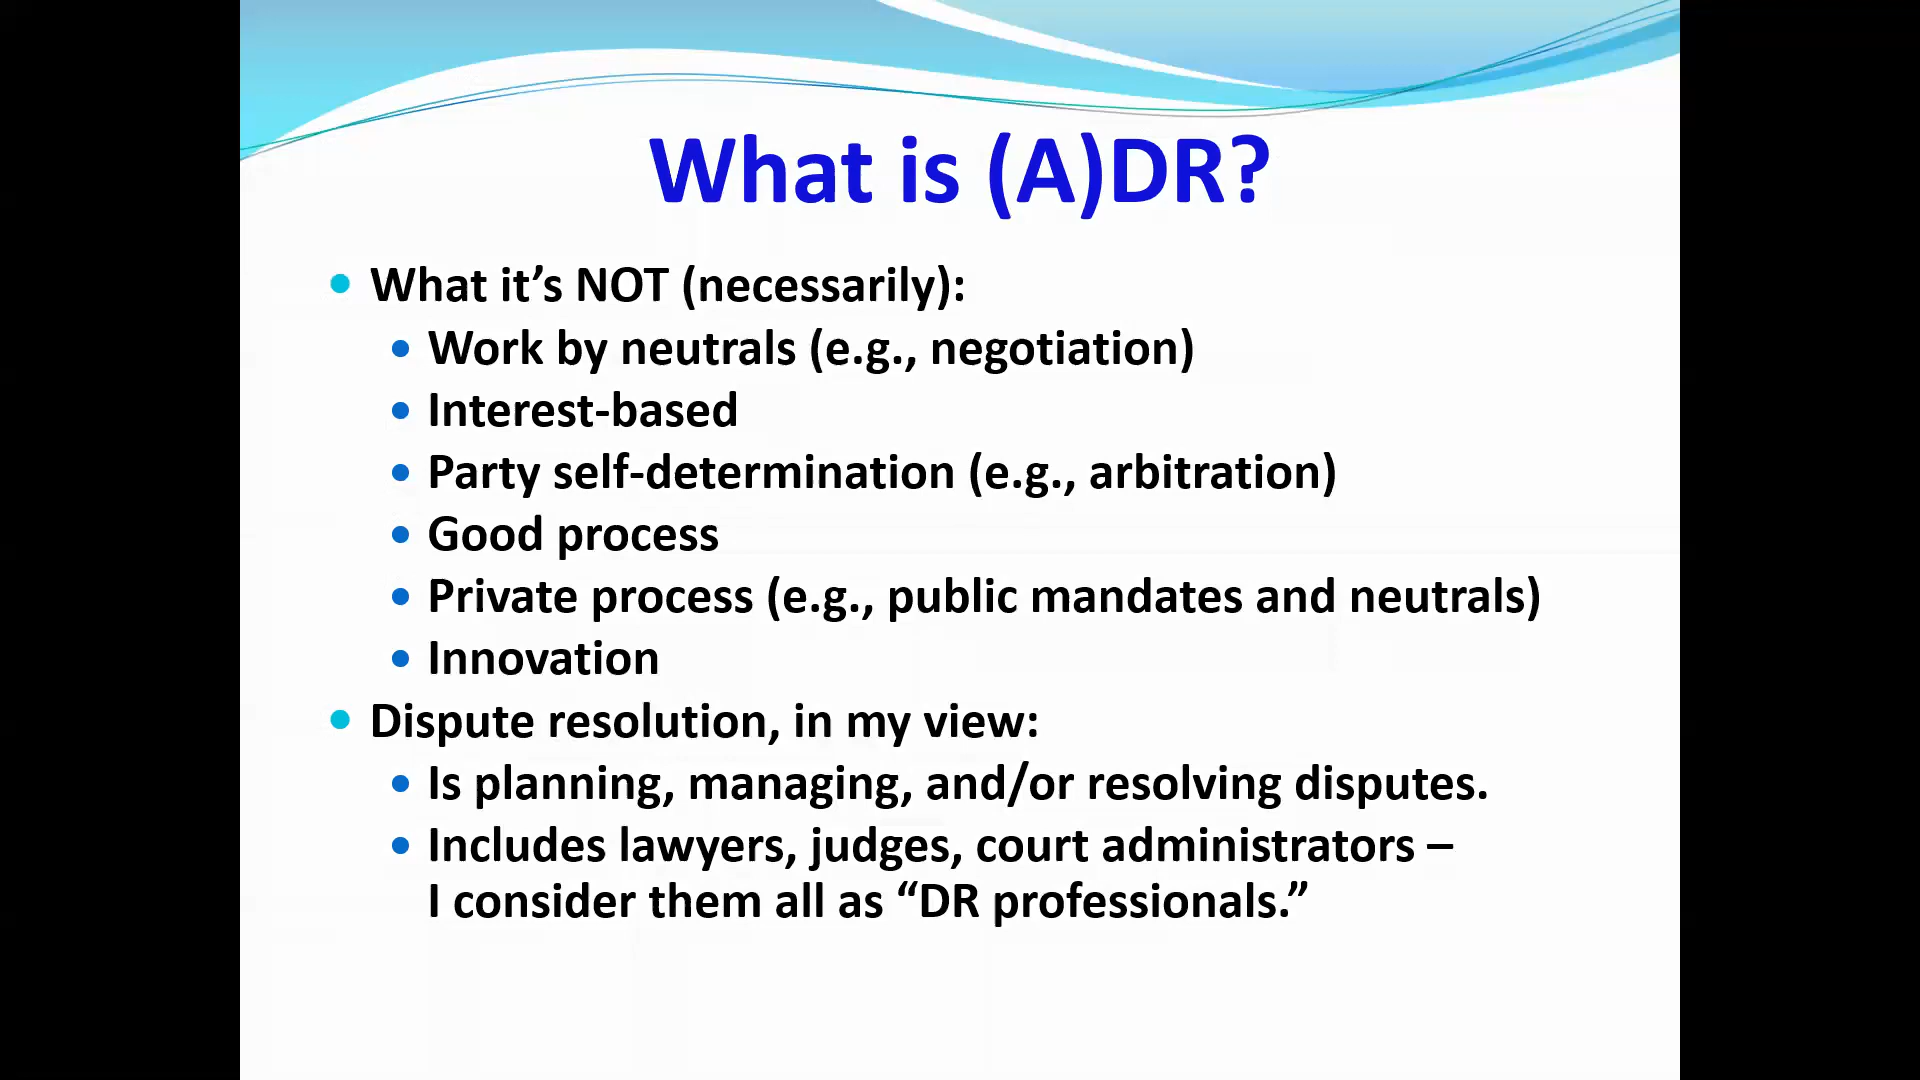 What is (A)DR?
What it’s NOT (necessarily):
Work by neutrals (e.g., negotiation)
Interest-based
Party self-determination (e.g., arbitration)
Good process
Private process (e.g., public mandates and neutrals)
Innovation
Dispute resolution, in my view:
Is planning, managing, and/or resolving disputes.
Includes lawyers, judges, court administrators –
I consider them all as “DR professionals.”